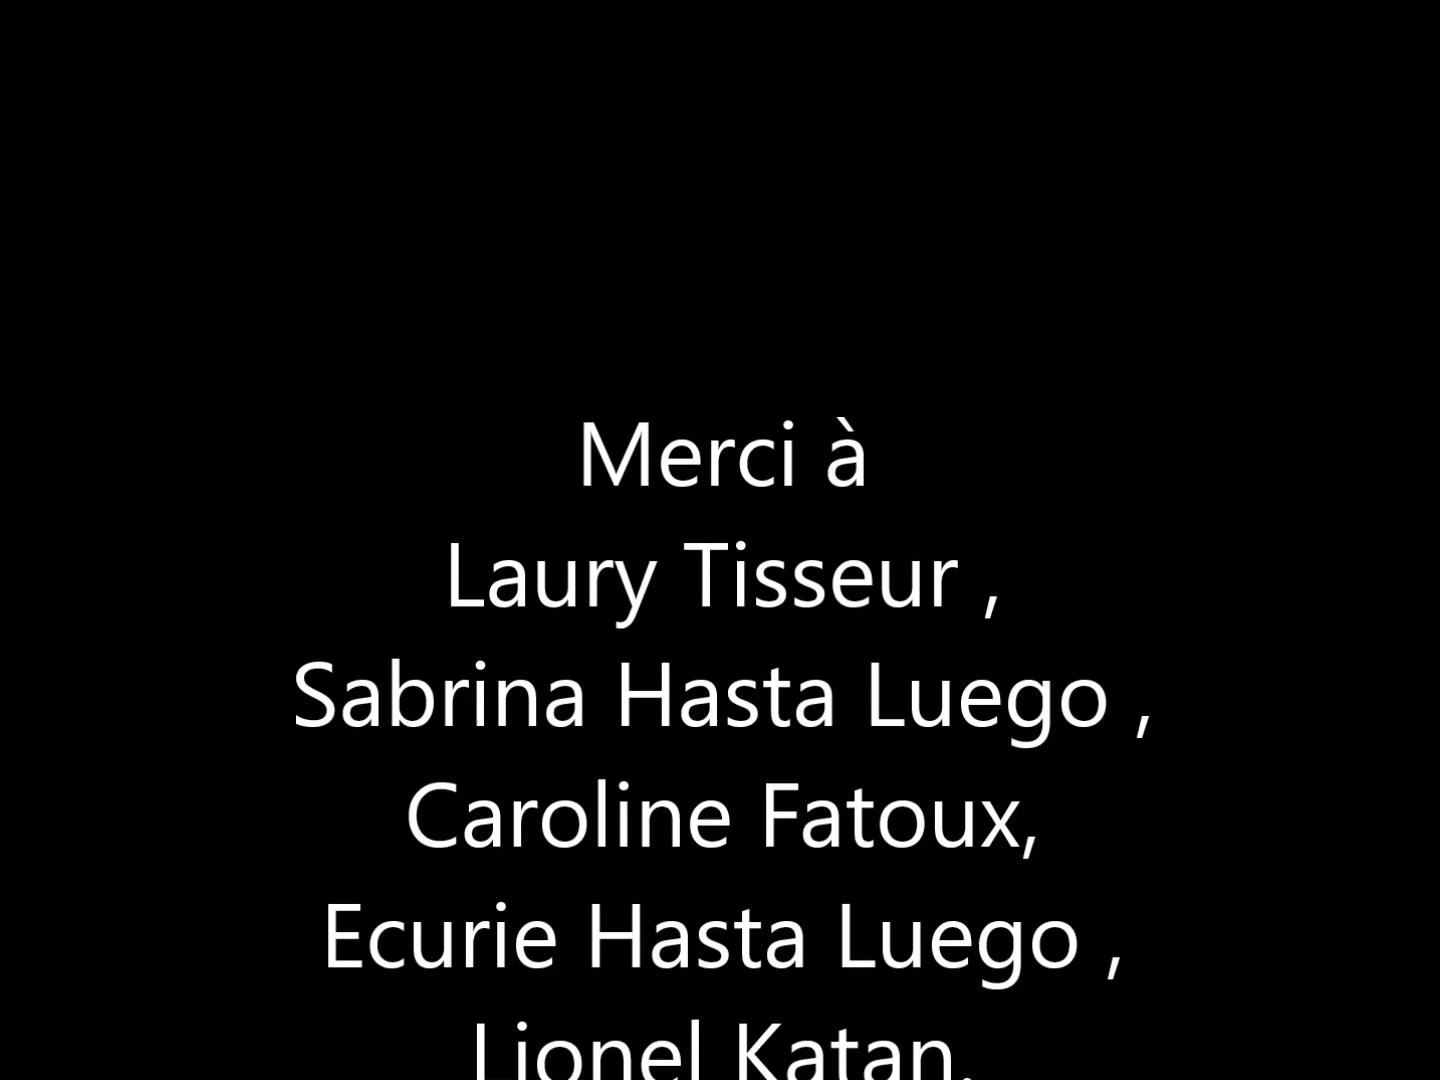 Merci à
Laury Tisseur ,
Sabrina Hasta Luego ,
Caroline Fatoux,
Ecurie Hasta Luego ,
Lionel Katan,